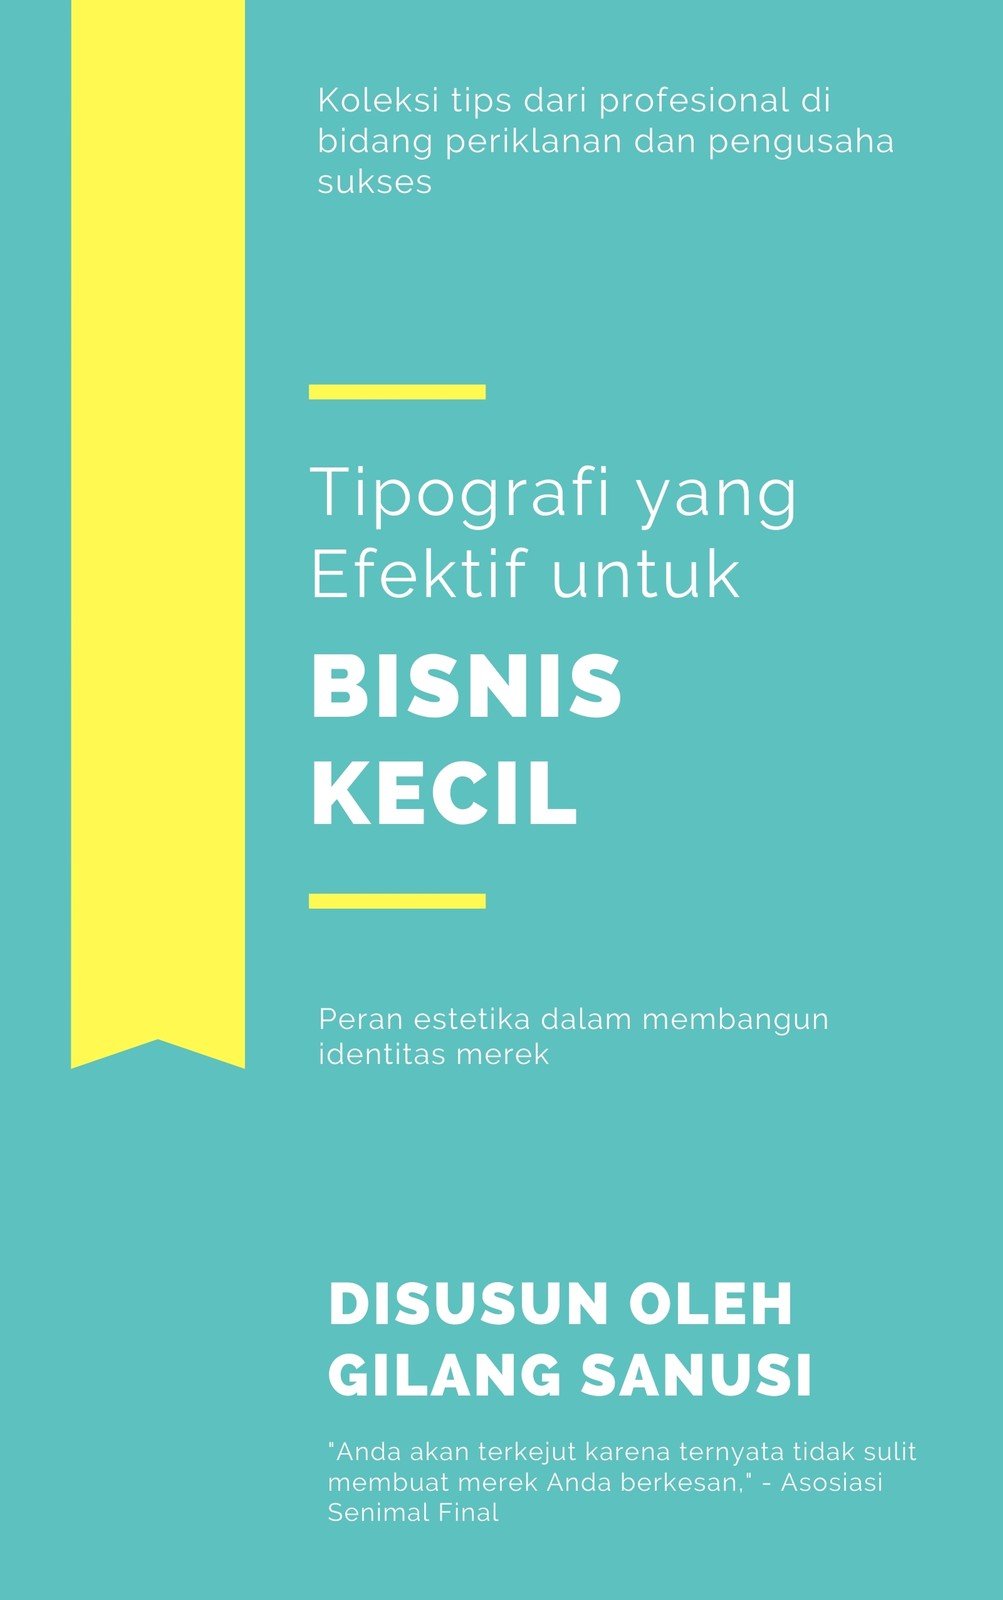 Koleksi tips dari profesional di
bidang periklanan dan pengusaha
sukses
Tipografi yang
Efektif untuk
BISNIS
KECIL
Peran estetika dalam membangun
identitas merek
DISUSUN OLEH
GILANG SANUSI
"Anda akan terkejut karena ternyata tidak sulit
membuat merek Anda berkesan," - Asosiasi
Senimal Final